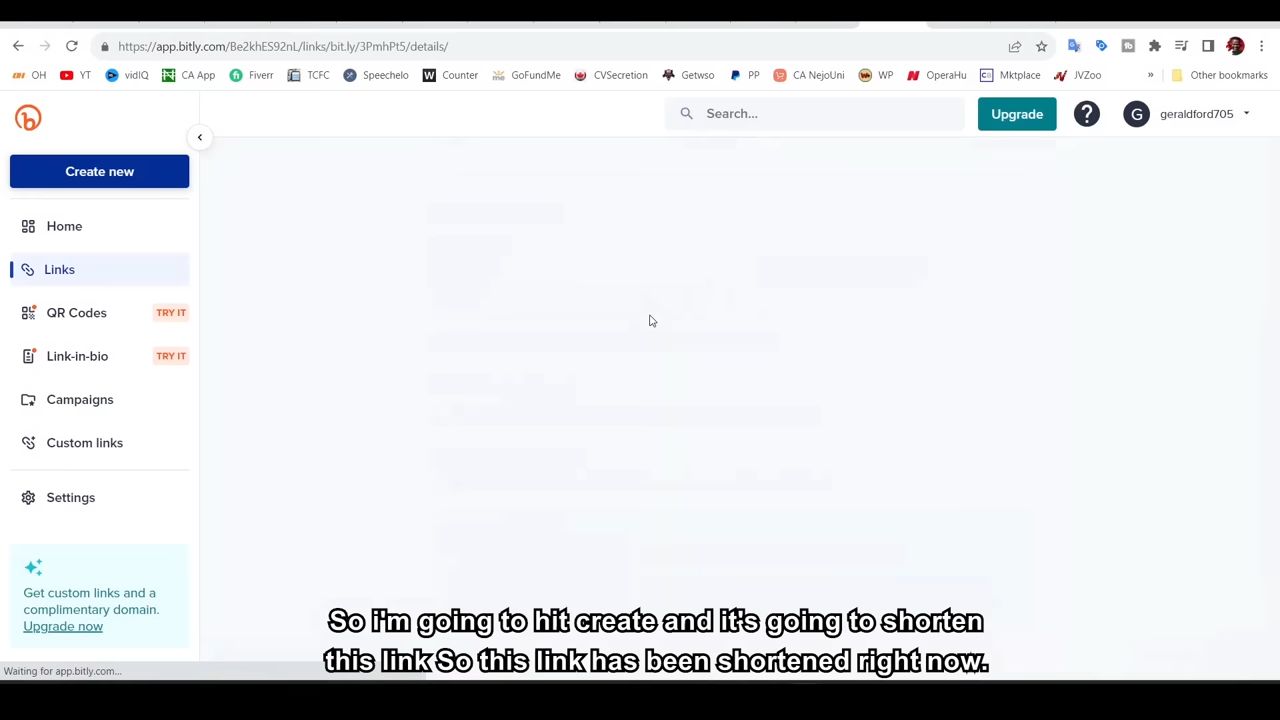 https://app.bitly.com/Be2khES92nL/links/bit.ly/3PmhPt5/details/
OH YT vidIQ CA App Fiverr TCFC Speechelo Counter GoFundMe CVSecretion Getwso PP CA NejoUni WP OperaHu Mktplace JVZoo » Other bookmarks
Search...
Upgrade
?
G geraldford705
Create new
Home
Links
QR Codes TRY IT
Link-in-bio TRY IT
Campaigns
Custom links
Settings
Get custom links and a
complimentary domain.
Upgrade now
So i'm going to hit create and it's going to shorten
this link So this link has been shortened right now.
Waiting for app.bitly.com...